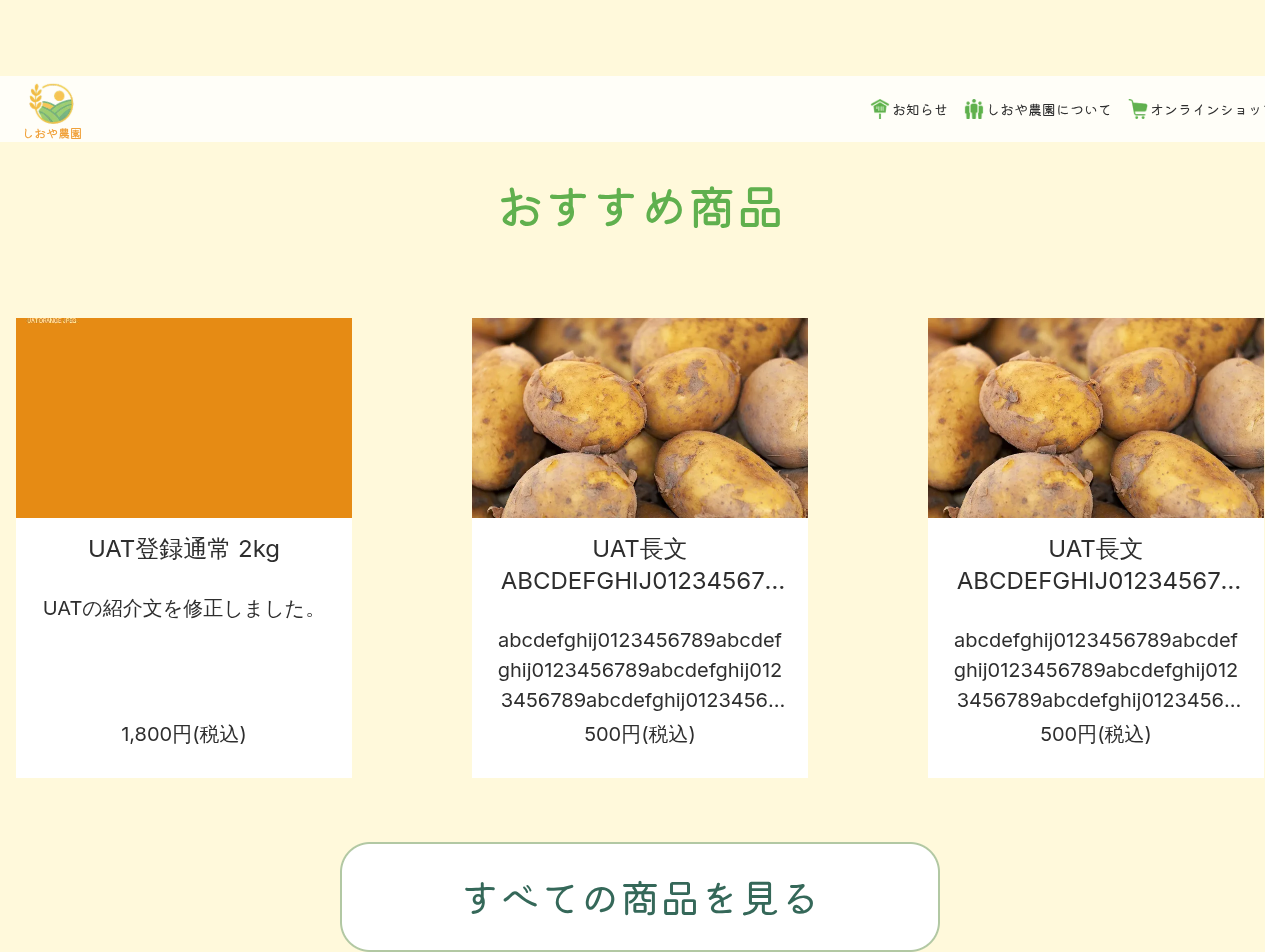 しおや農園
お知らせ
しおや農園について
オンラインショッ
おすすめ商品
UAT ORANGE JPEG
UAT登録通常 2kg
UATの紹介文を修正しました。
1,800円(税込)
UAT長文
ABCDEFGHIJ01234567...
abcdefghij0123456789abcdef
ghij0123456789abcdefghij012
3456789abcdefghij0123456...
500円(税込)
UAT長文
ABCDEFGHIJ01234567...
abcdefghij0123456789abcdef
ghij0123456789abcdefghij012
3456789abcdefghij0123456...
500円(税込)
すべての商品を見る